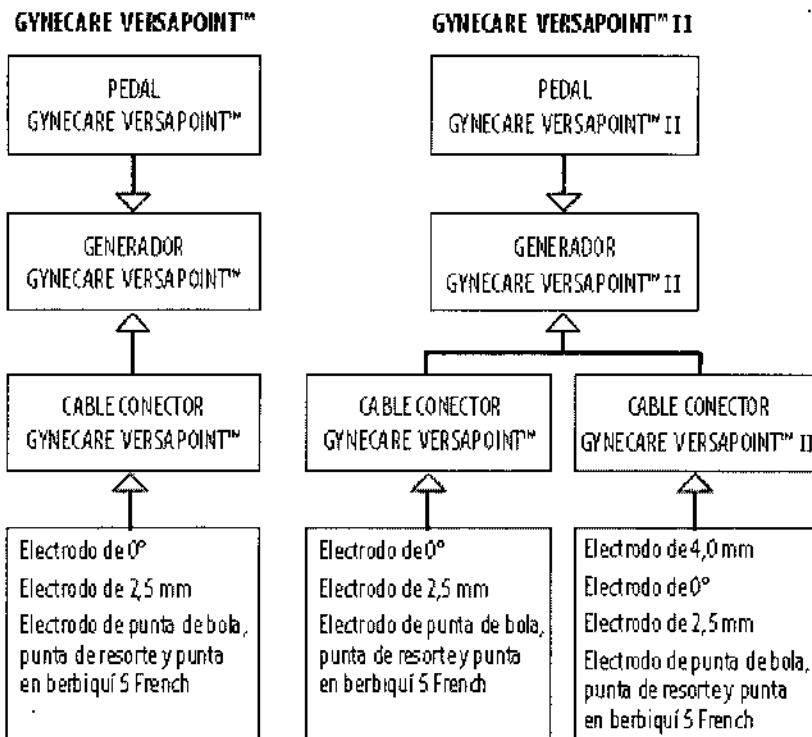 GYNECARE VERSAPOINT™
GYNECARE VERSAPOINT™ II
PEDAL
GYNECARE VERSAPOINT™
PEDAL
GYNECARE VERSAPOINT™ II
GENERADOR
GYNECARE VERSAPOINT™
GENERADOR
GYNECARE VERSAPOINT™ II
CABLE CONECTOR
GYNECARE VERSAPOINT™
CABLE CONECTOR
GYNECARE VERSAPOINT™
CABLE CONECTOR
GYNECARE VERSAPOINT™ II
Electrodo de 0°
Electrodo de 2,5 mm
Electrodo de punta de bola,
punta de resorte y punta
en berbiquí 5 French
Electrodo de 0°
Electrodo de 2,5 mm
Electrodo de punta de bola,
punta de resorte y punta
en berbiquí 5 French
Electrodo de 4,0 mm
Electrodo de 0°
Electrodo de 2,5 mm
Electrodo de punta de bola,
punta de resorte y punta
en berbiquí 5 French